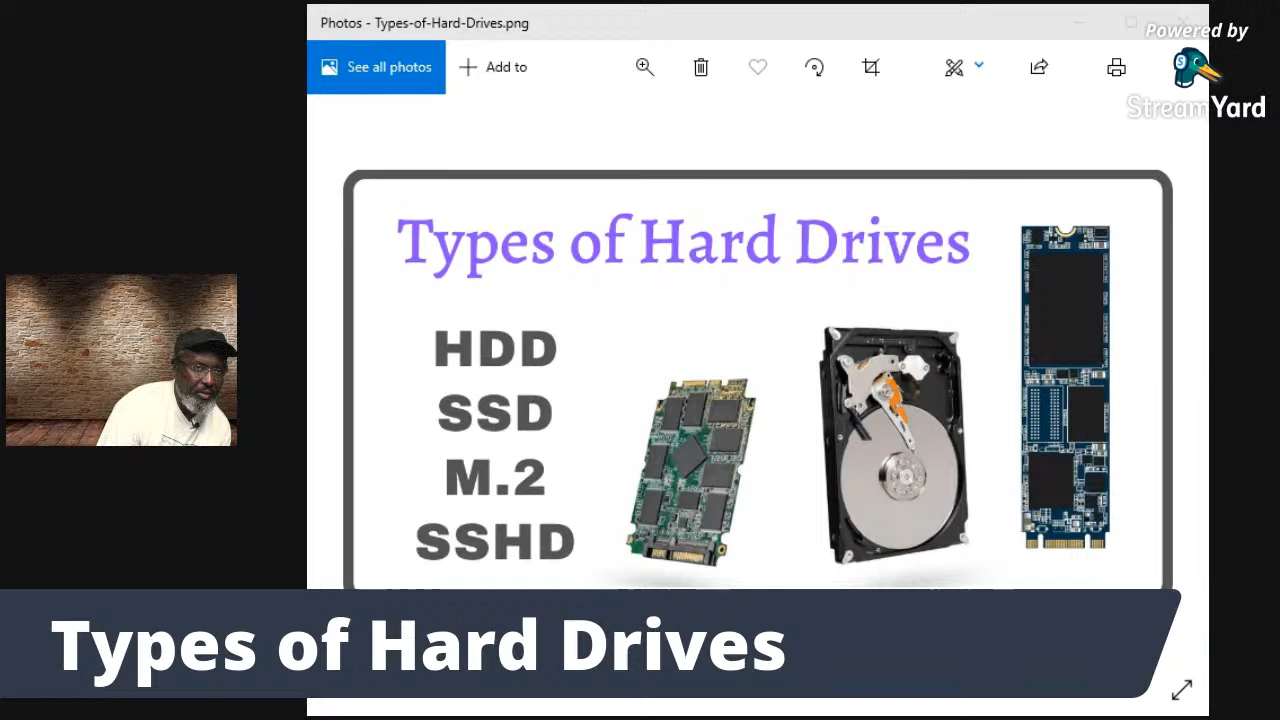 Photos - Types-of-Hard-Drives.png
Powered by
See all photos
Add to
StreamYard
Types of Hard Drives
HDD
SSD
M.2
SSHD
Types of Hard Drives